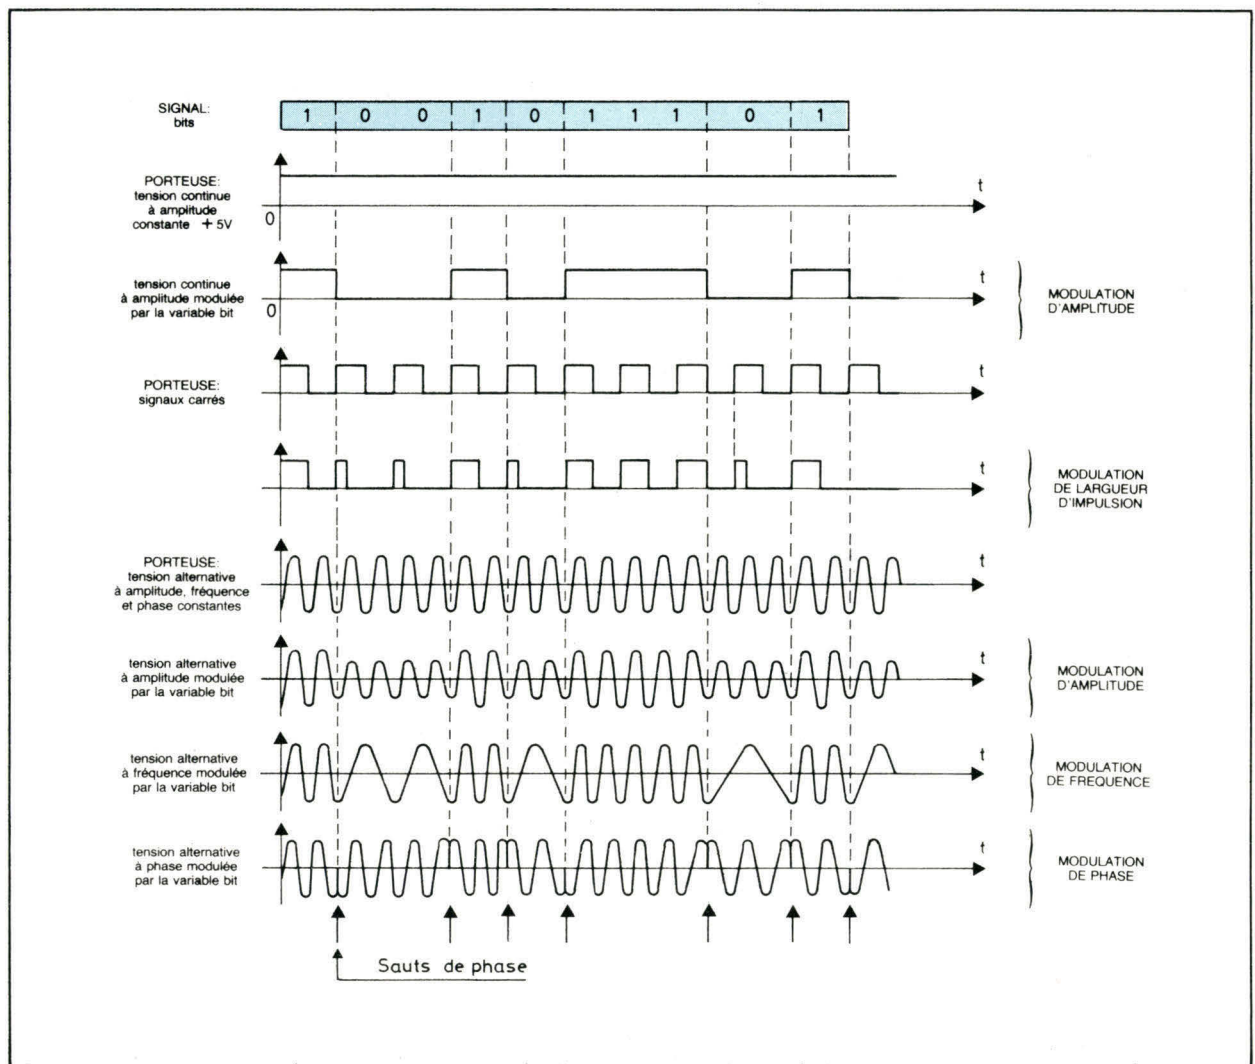 SIGNAL:
bits
1 0 0 1 0 1 1 1 0 1
PORTEUSE:
tension continue
à amplitude
constante + 5V
0
t
tension continue
à amplitude modulée
par la variable bit
0
t
MODULATION
D'AMPLITUDE
PORTEUSE:
signaux carrés
t
t
MODULATION
DE LARGUEUR
D'IMPULSION
PORTEUSE:
tension alternative
à amplitude, fréquence
et phase constantes
t
tension alternative
à amplitude modulée
par la variable bit
t
MODULATION
D'AMPLITUDE
tension alternative
à fréquence modulée
par la variable bit
t
MODULATION
DE FREQUENCE
tension alternative
à phase modulée
par la variable bit
t
MODULATION
DE PHASE
Sauts de phase